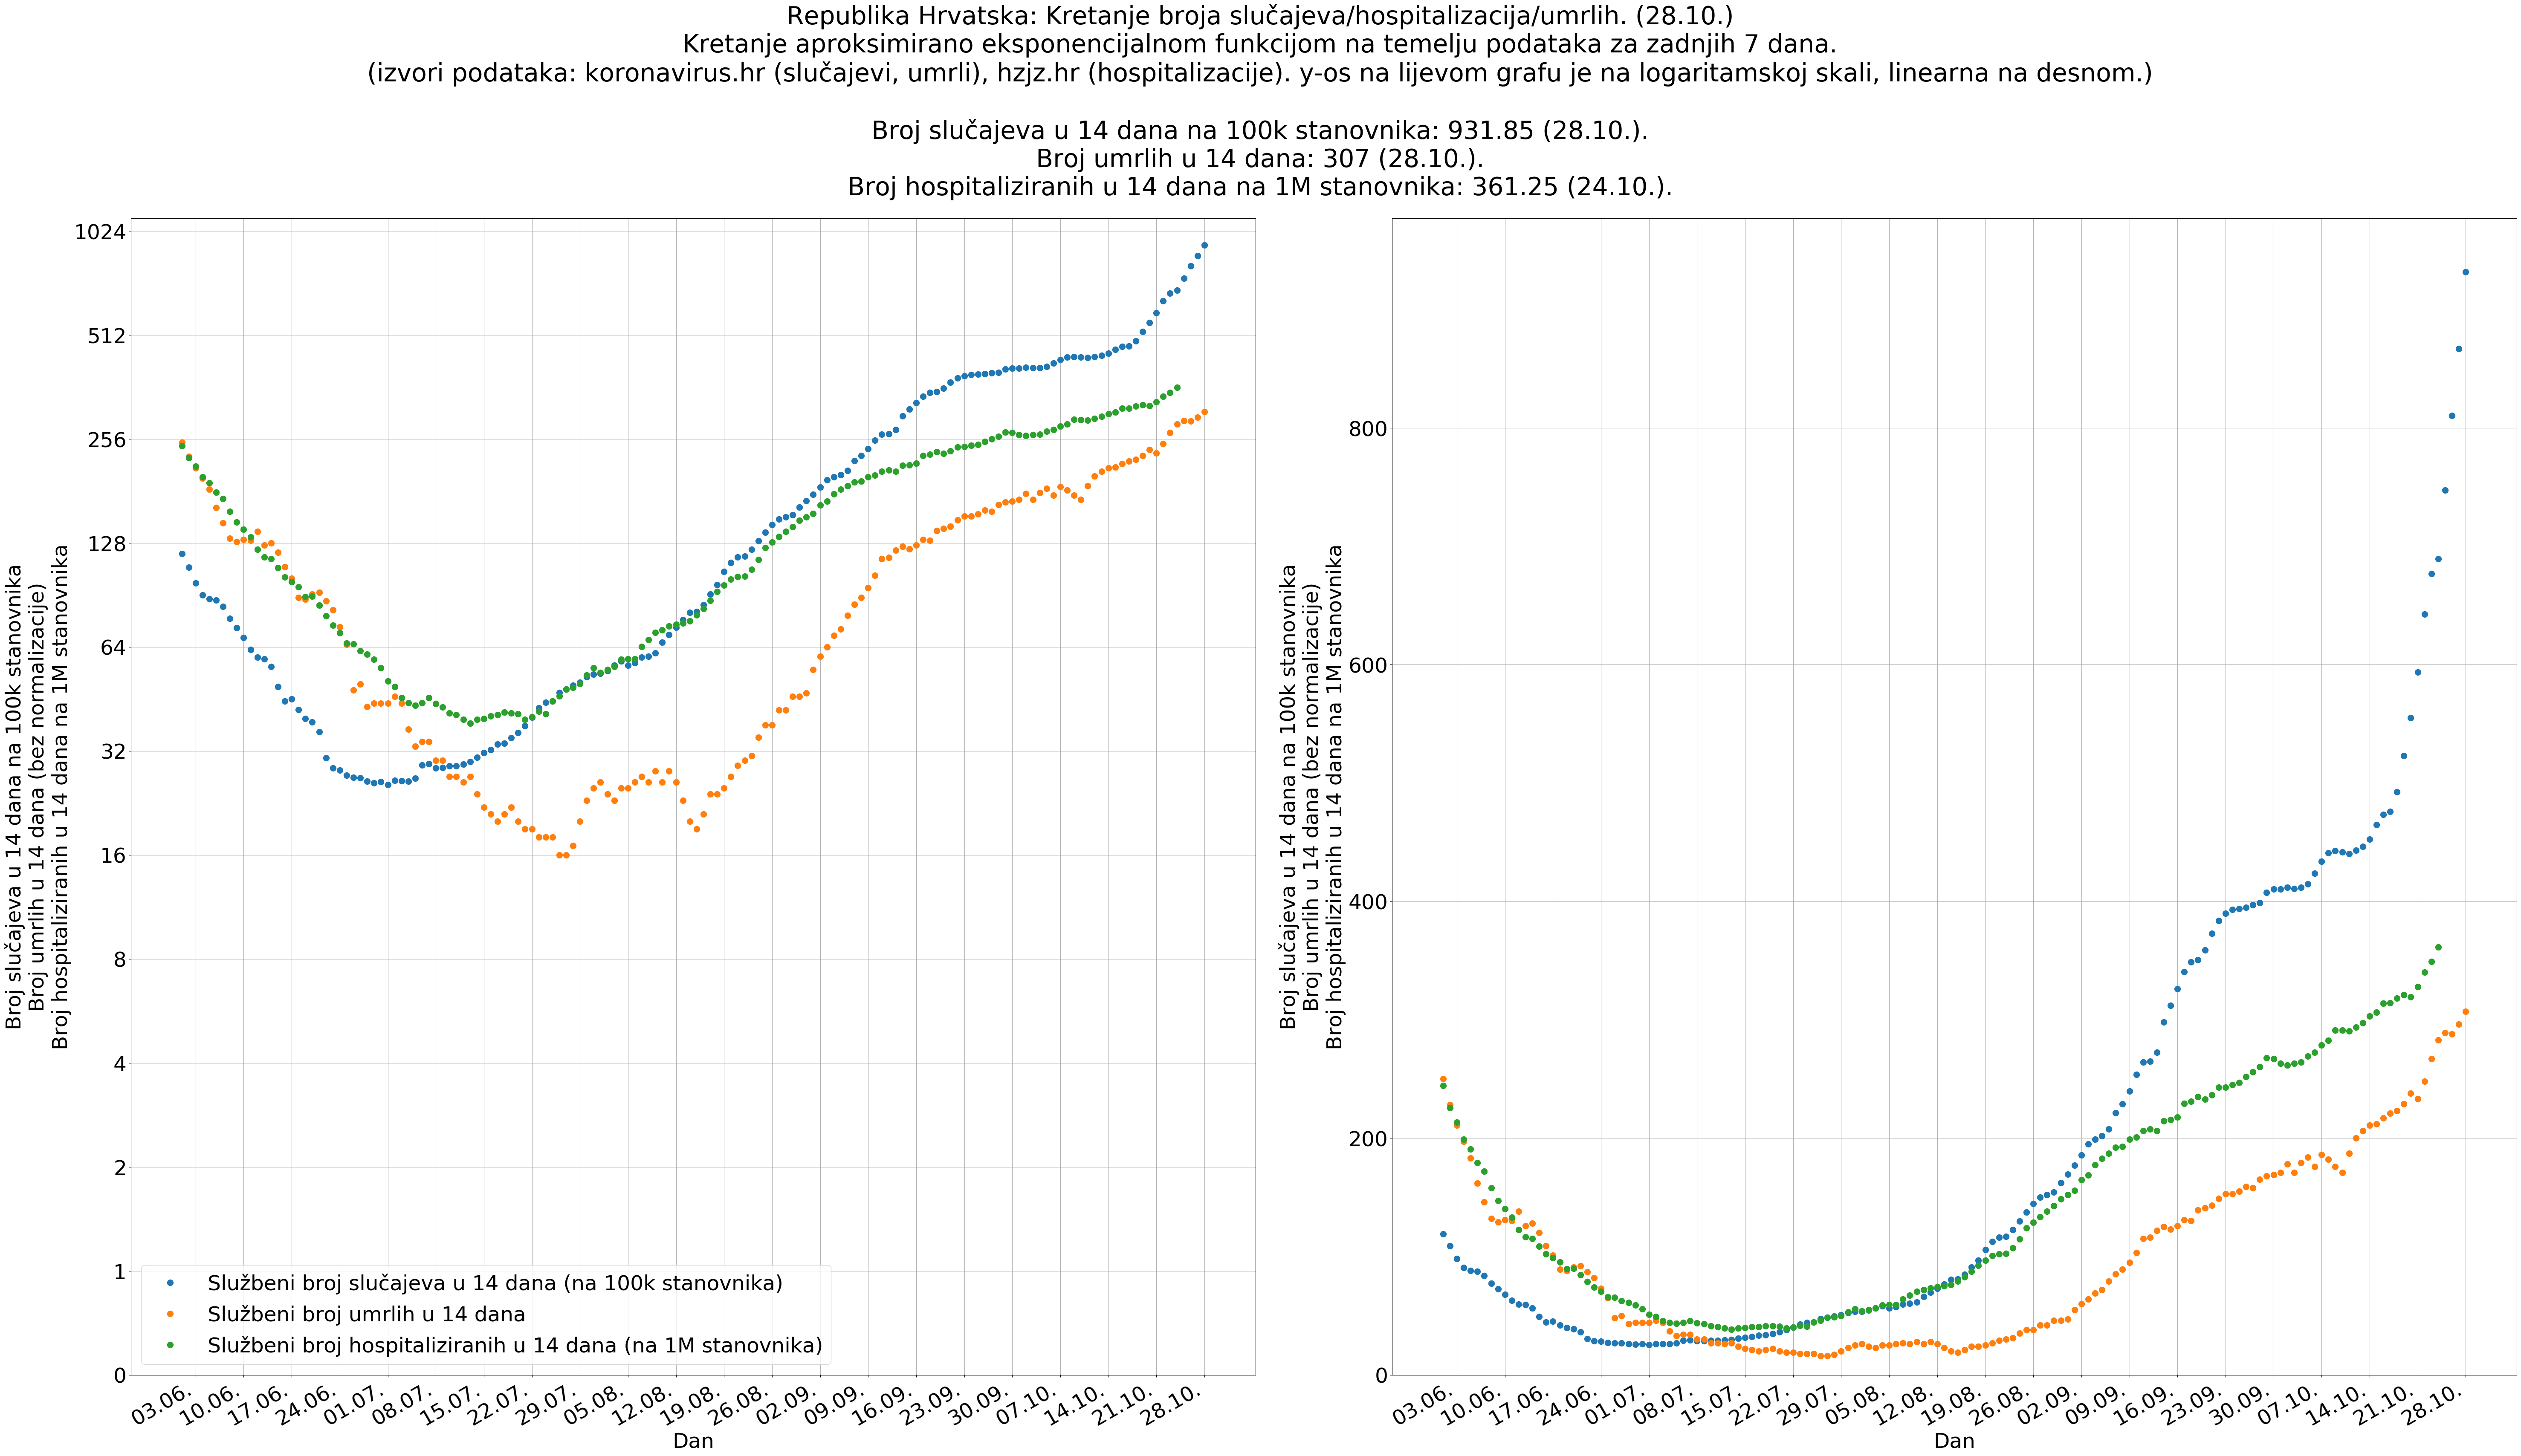 Republika Hrvatska: Kretanje broja slučajeva/hospitalizacija/umrlih. (28.10.)
Kretanje aproksimirano eksponencijalnom funkcijom na temelju podataka za zadnjih 7 dana.
(izvori podataka: koronavirus.hr (slučajevi, umrli), hzjz.hr (hospitalizacije). y-os na lijevom grafu je na logaritamskoj skali, linearna na desnom.)
Broj slučajeva u 14 dana na 100k stanovnika: 931.85 (28.10.).
Broj umrlih u 14 dana: 307 (28.10.).
Broj hospitaliziranih u 14 dana na 1M stanovnika: 361.25 (24.10.).
Broj slučajeva u 14 dana na 100k stanovnika
Broj umrlih u 14 dana (bez normalizacije)
Broj hospitaliziranih u 14 dana na 1M stanovnika
1024
512
256
128
64
32
16
8
4
2
1
0
Službeni broj slučajeva u 14 dana (na 100k stanovnika)
Službeni broj umrlih u 14 dana
Službeni broj hospitaliziranih u 14 dana (na 1M stanovnika)
03.06. 10.06. 17.06. 24.06. 01.07. 08.07. 15.07. 22.07. 29.07. 05.08. 12.08. 19.08. 26.08. 02.09. 09.09. 16.09. 23.09. 30.09. 07.10. 14.10. 21.10. 28.10.
Dan
Broj slučajeva u 14 dana na 100k stanovnika
Broj umrlih u 14 dana (bez normalizacije)
Broj hospitaliziranih u 14 dana na 1M stanovnika
800
600
400
200
0
03.06. 10.06. 17.06. 24.06. 01.07. 08.07. 15.07. 22.07. 29.07. 05.08. 12.08. 19.08. 26.08. 02.09. 09.09. 16.09. 23.09. 30.09. 07.10. 14.10. 21.10. 28.10.
Dan